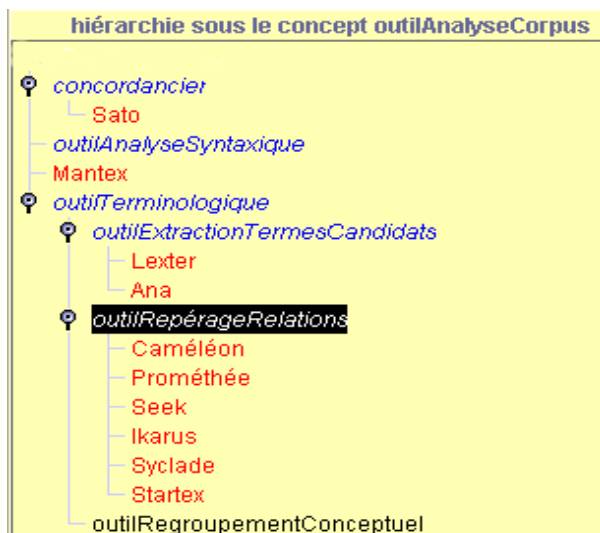 hiérarchie sous le concept outilAnalyseCorpus
concordancier
Sato
outilAnalyseSyntaxique
Mantex
outilTerminologique
outilExtractionTermesCandidats
Lexter
Ana
outilRepérageRelations
Caméléon
Prométhée
Seek
Ikarus
Syclade
Startex
outilRegroupementConceptuel